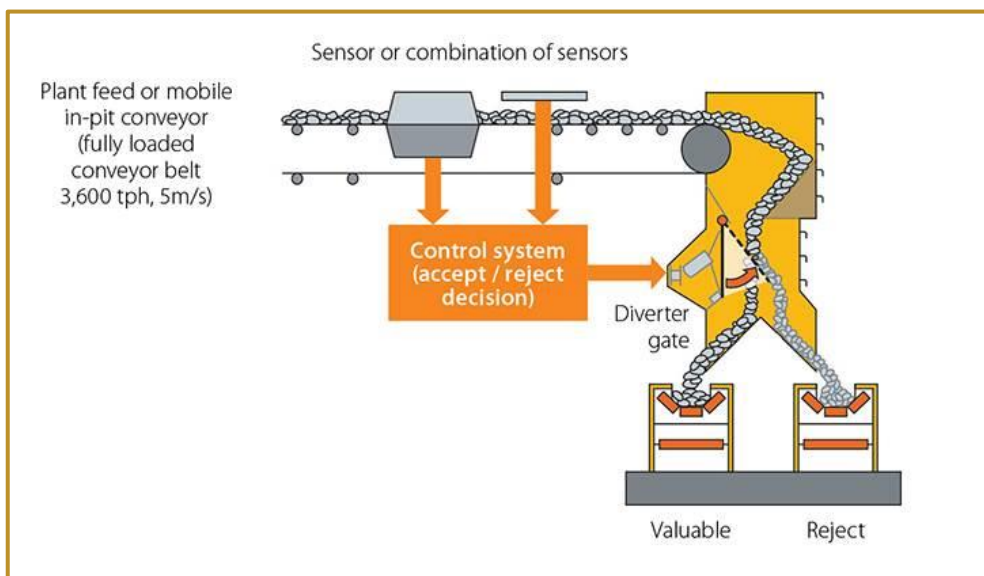 Sensor or combination of sensors
Plant feed or mobile
in-pit conveyor
(fully loaded
conveyor belt
3,600 tph, 5m/s)
Control system
(accept / reject
decision)
Diverter
gate
Valuable
Reject